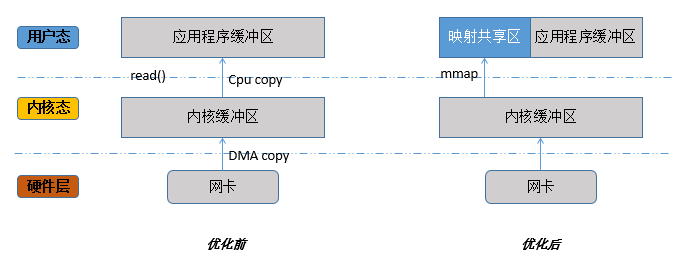 用户态
应用程序缓冲区
映射共享区
应用程序缓冲区
read()
Cpu copy
mmap
内核态
内核缓冲区
内核缓冲区
DMA copy
硬件层
网卡
网卡
优化前
优化后